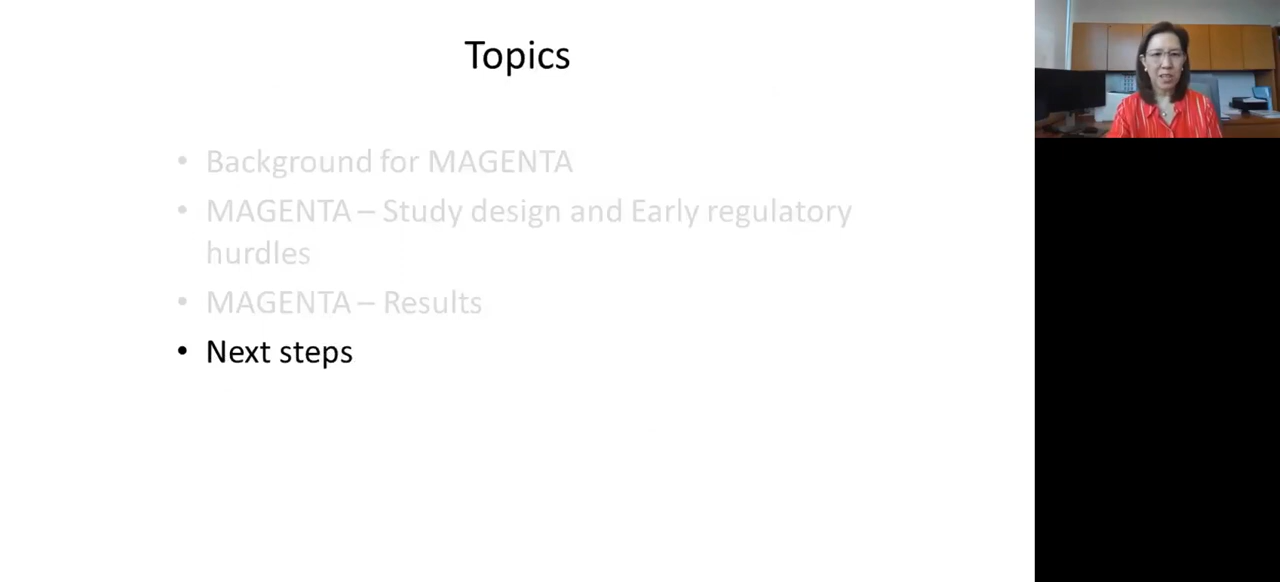 Topics
• Background for MAGENTA
• MAGENTA – Study design and Early regulatory
hurdles
• MAGENTA – Results
• Next steps